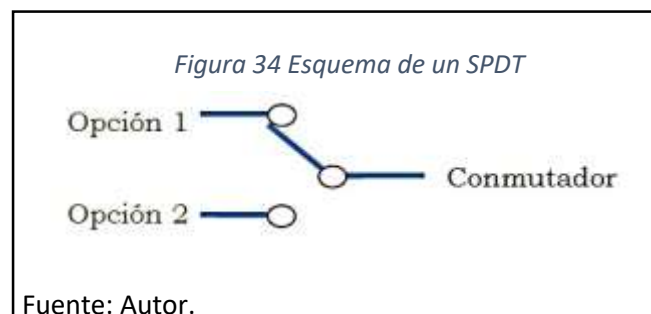 Figura 34 Esquema de un SPDT
Opción 1
Conmutador
Opción 2
Fuente: Autor.